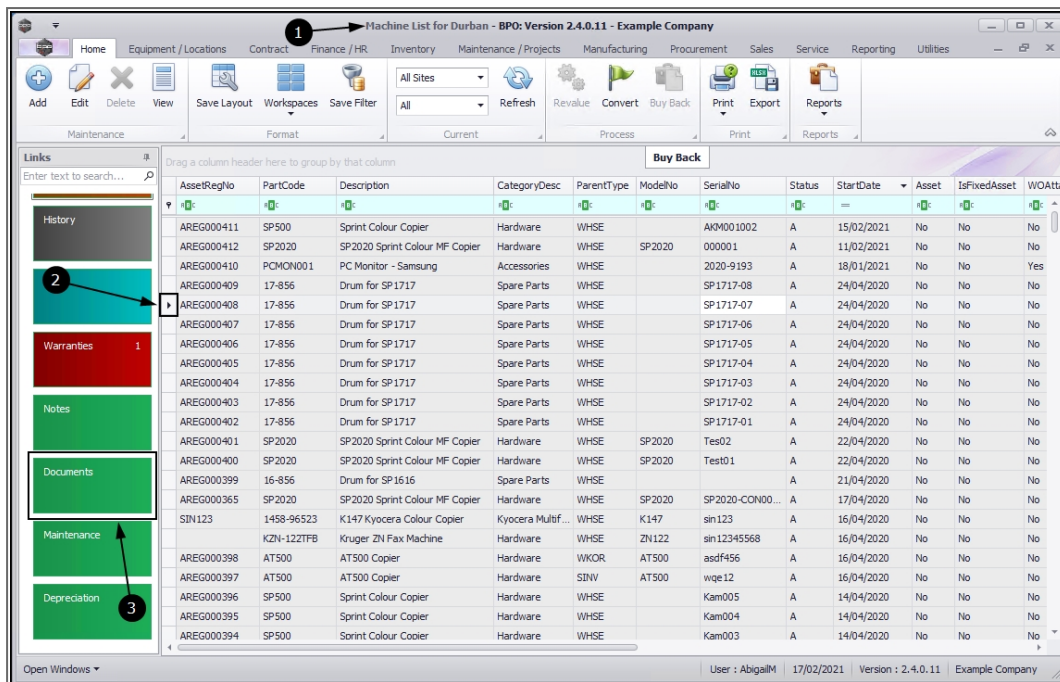 1
Machine List for Durban - BPO: Version 2.4.0.11 - Example Company
Home Equipment / Locations Contract Finance / HR Inventory Maintenance / Projects Manufacturing Procurement Sales Service Reporting Utilities
Add Edit Delete View Save Layout Workspaces Save Filter All Sites All Refresh Revalue Convert Buy Back Print Export Reports
Maintenance Format Current Process Print Reports
Links
Enter text to search...
Drag a column header here to group by that column
Buy Back
AssetRegNo PartCode Description CategoryDesc ParentType ModelNo SerialNo Status StartDate Asset IsFixedAsset WOAtta
History
2
Warranties 1
Notes
Documents
Maintenance
Depreciation
3
AREG000411 SP500 Sprint Colour Copier Hardware WHSE AKM001002 A 15/02/2021 No No No
AREG000412 SP2020 SP2020 Sprint Colour MF Copier Hardware WHSE SP2020 000001 A 11/02/2021 No No No
AREG000410 PCMON001 PC Monitor - Samsung Accessories WHSE 2020-9193 A 18/01/2021 No No Yes
AREG000409 17-856 Drum for SP1717 Spare Parts WHSE SP1717-08 A 24/04/2020 No No No
AREG000408 17-856 Drum for SP1717 Spare Parts WHSE SP1717-07 A 24/04/2020 No No No
AREG000407 17-856 Drum for SP1717 Spare Parts WHSE SP1717-06 A 24/04/2020 No No No
AREG000406 17-856 Drum for SP1717 Spare Parts WHSE SP1717-05 A 24/04/2020 No No No
AREG000405 17-856 Drum for SP1717 Spare Parts WHSE SP1717-04 A 24/04/2020 No No No
AREG000404 17-856 Drum for SP1717 Spare Parts WHSE SP1717-03 A 24/04/2020 No No No
AREG000403 17-856 Drum for SP1717 Spare Parts WHSE SP1717-02 A 24/04/2020 No No No
AREG000402 17-856 Drum for SP1717 Spare Parts WHSE SP1717-01 A 24/04/2020 No No No
AREG000401 SP2020 SP2020 Sprint Colour MF Copier Hardware WHSE SP2020 Tes02 A 22/04/2020 No No No
AREG000400 SP2020 SP2020 Sprint Colour MF Copier Hardware WHSE SP2020 Test01 A 22/04/2020 No No No
AREG000399 16-856 Drum for SP1616 Spare Parts WHSE A 21/04/2020 No No No
AREG000365 SP2020 SP2020 Sprint Colour MF Copier Hardware WHSE SP2020 SP2020-CON00... A 17/04/2020 No No No
SIN123 1458-96523 K147 Kyocera Colour Copier Kyocera Multif... WHSE K147 sin123 A 16/04/2020 No No No
KZN-122TFB Kruger ZN Fax Machine Hardware WHSE ZN122 sin12345568 A 16/04/2020 No No No
AREG000398 AT500 AT500 Copier Hardware WKOR AT500 asdf456 A 16/04/2020 No No No
AREG000397 AT500 AT500 Copier Hardware SINV AT500 wqe12 A 16/04/2020 No No No
AREG000396 SP500 Sprint Colour Copier Hardware WHSE Kam005 A 14/04/2020 No No No
AREG000395 SP500 Sprint Colour Copier Hardware WHSE Kam004 A 14/04/2020 No No No
AREG000394 SP500 Sprint Colour Copier Hardware WHSE Kam003 A 14/04/2020 No No No
Open Windows User : AbigailM 17/02/2021 Version : 2.4.0.11 Example Company